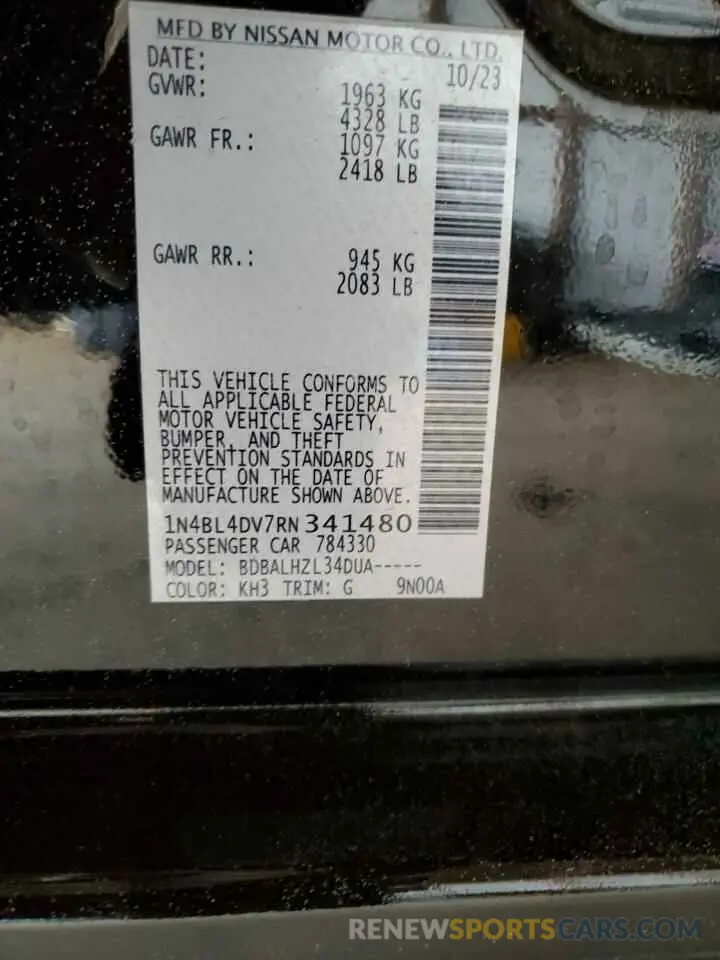 MFD BY NISSAN MOTOR CO., LTD.
DATE: 10/23
GVWR: 1963 KG
4328 LB
GAWR FR.: 1097 KG
2418 LB
GAWR RR.: 945 KG
2083 LB
THIS VEHICLE CONFORMS TO
ALL APPLICABLE FEDERAL
MOTOR VEHICLE SAFETY,
BUMPER, AND THEFT
PREVENTION STANDARDS IN
EFFECT ON THE DATE OF
MANUFACTURE SHOWN ABOVE.
1N4BL4DV7RN341480
PASSENGER CAR 784330
MODEL: BDBALHZL34DUA-----
COLOR: KH3 TRIM: G 9N00A
RENEWSPORTSCARS.COM